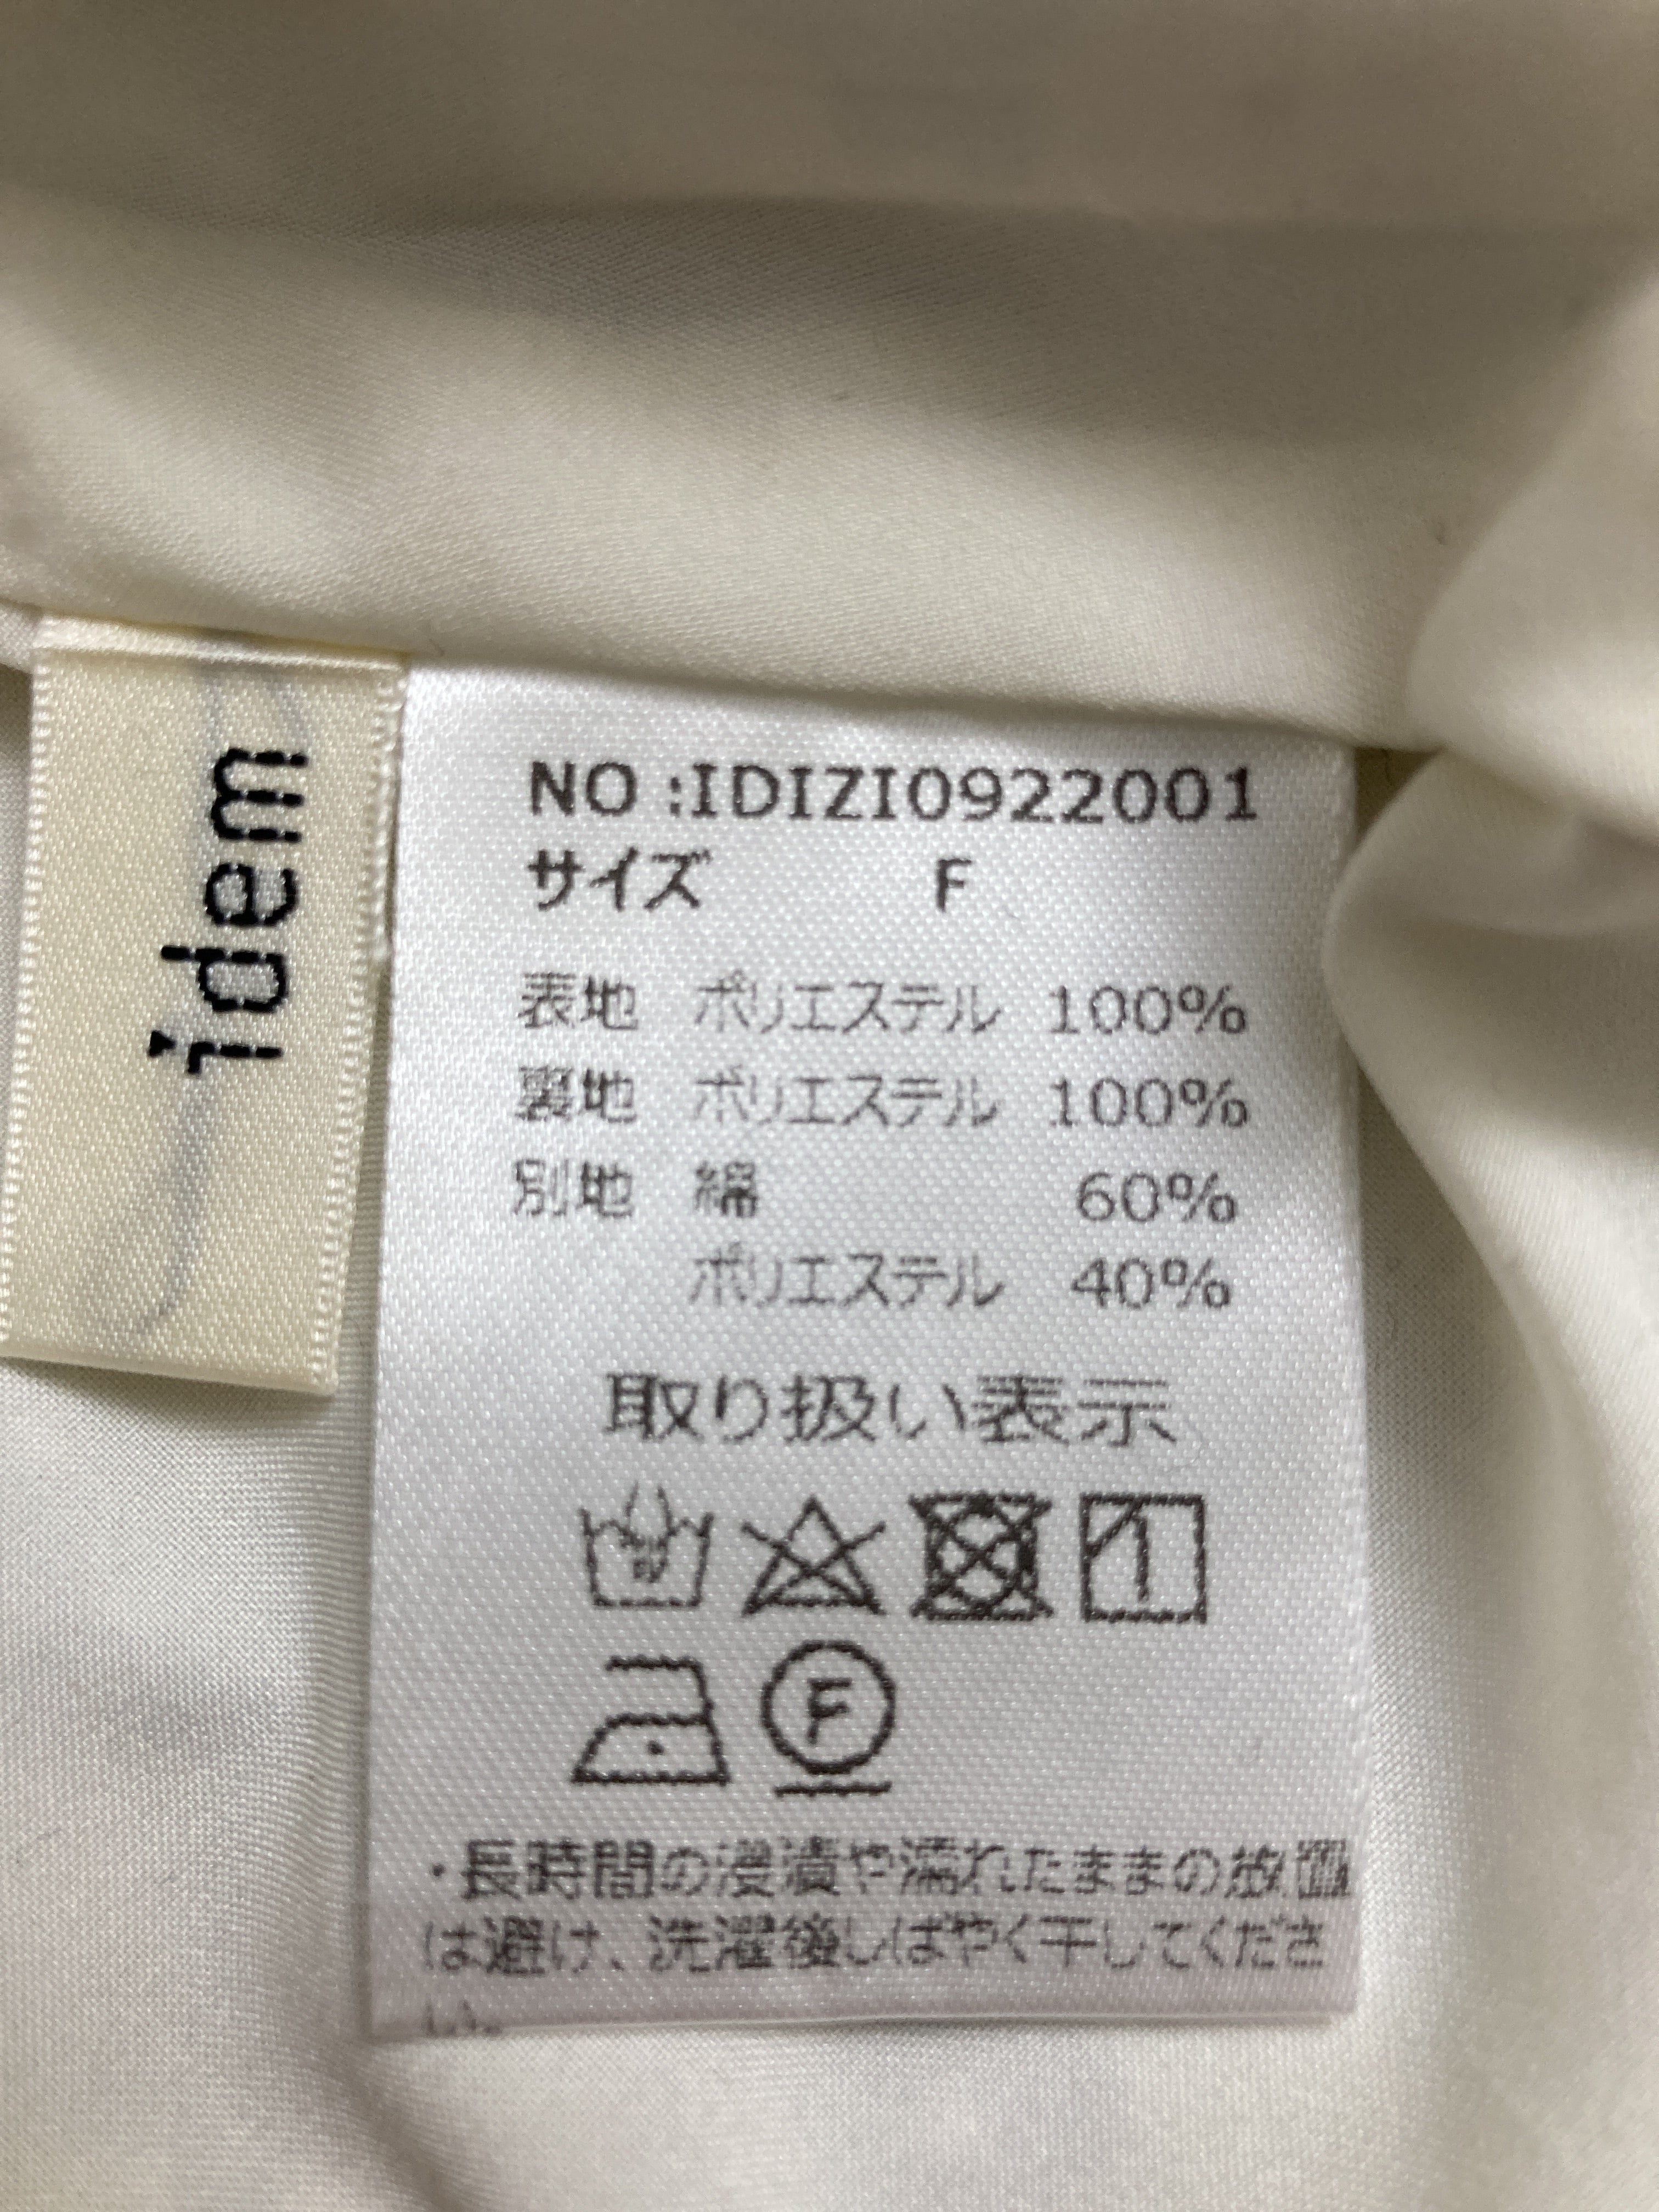 idem
NO :IDIZI0922001
サイズ F
表地 ポリエステル 100%
裏地 ポリエステル 100%
別地 綿 60%
ポリエステル 40%
取り扱い表示
F
・長時間の浸漬や濡れたままの放置
は避け、洗濯後しばやく干してくださ
い。